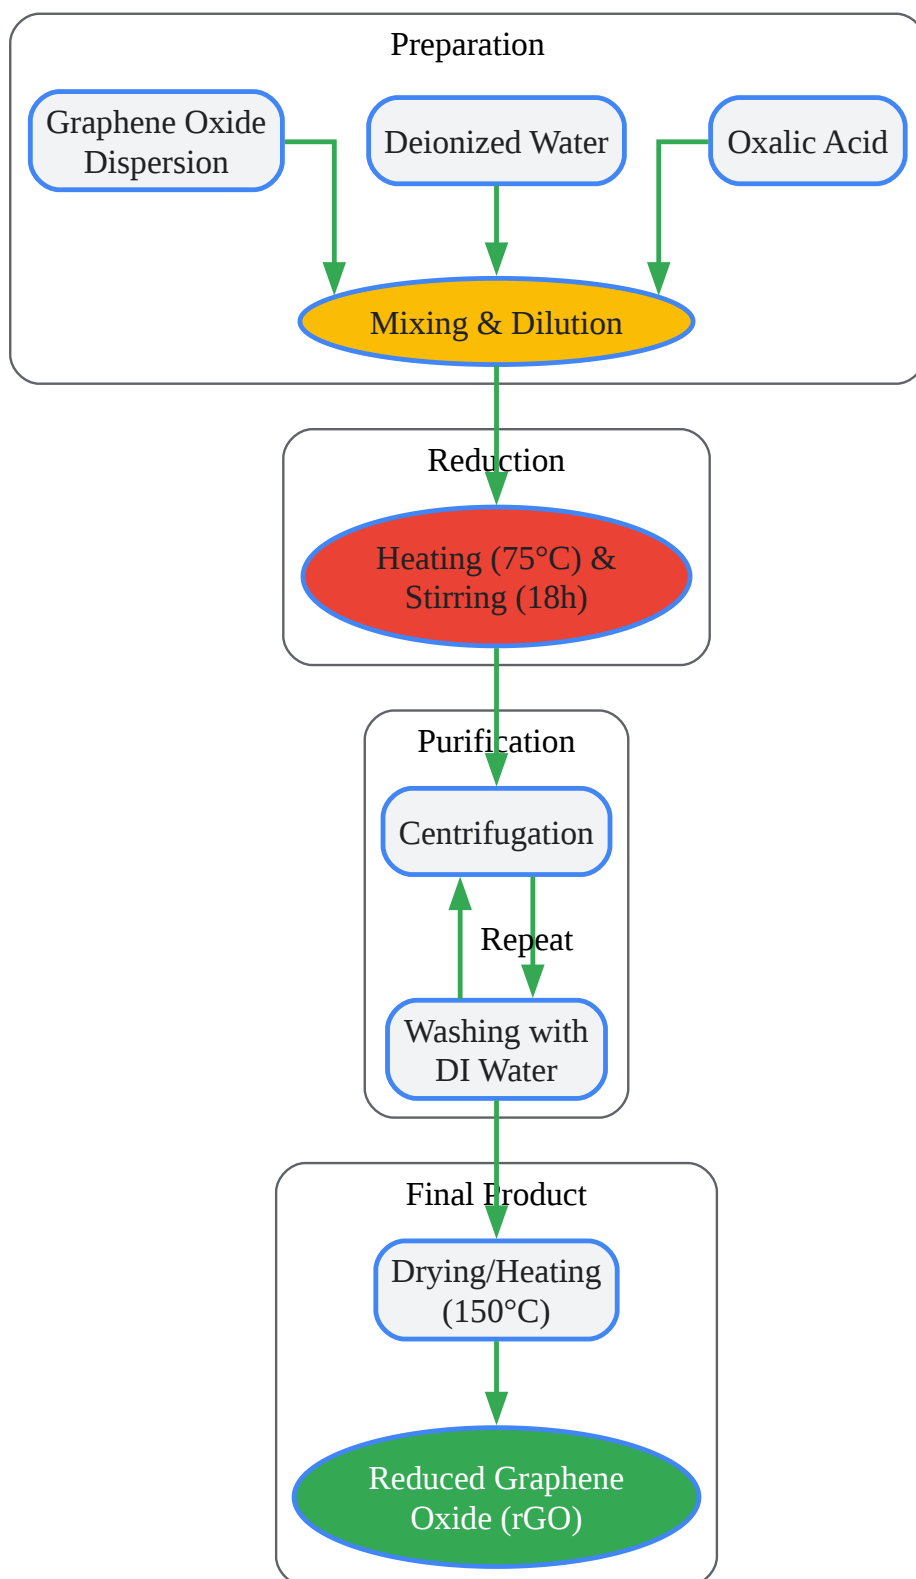 Preparation
Graphene Oxide
Dispersion
Deionized Water
Oxalic Acid
Mixing & Dilution
Reduction
Heating (75°C) &
Stirring (18h)
Purification
Centrifugation
Repeat
Washing with
DI Water
Final Product
Drying/Heating
(150°C)
Reduced Graphene
Oxide (rGO)